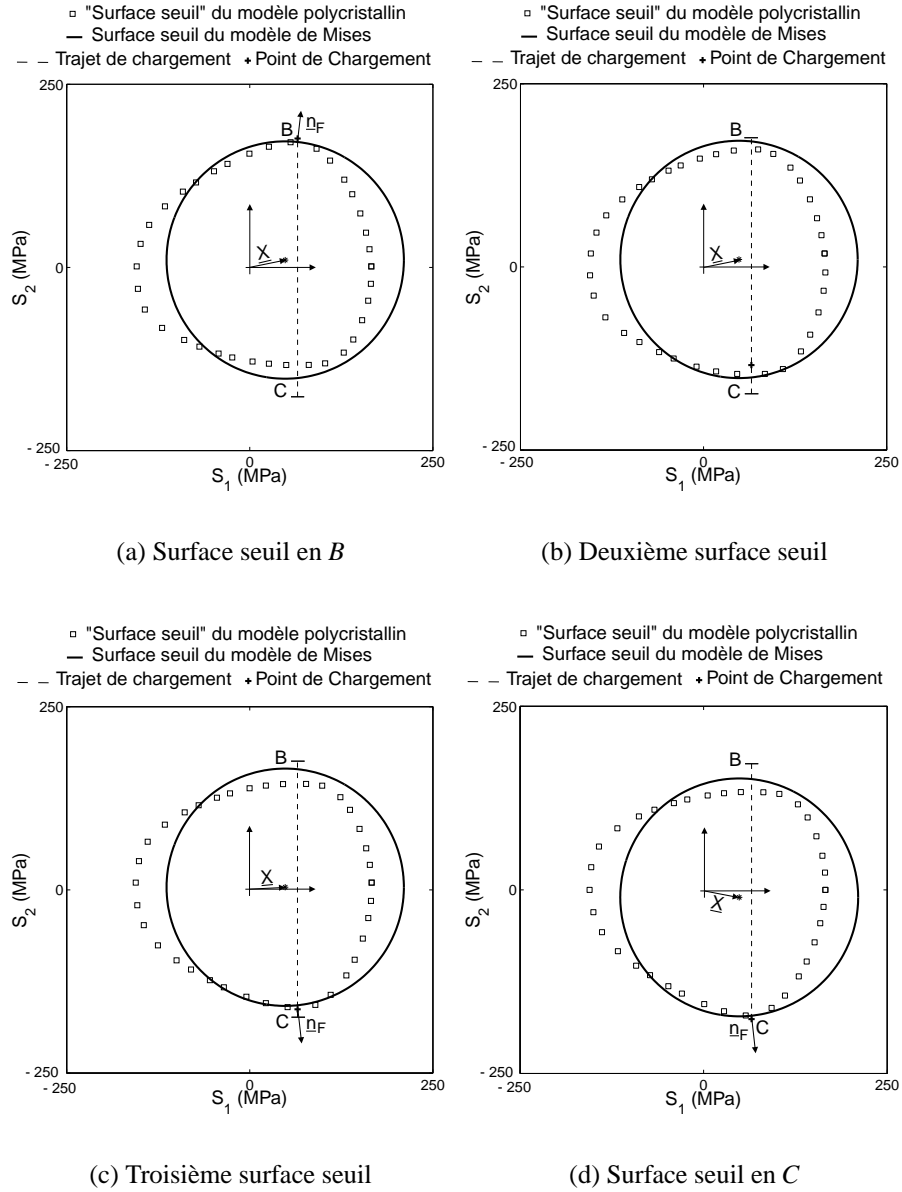 "Surface seuil" du modèle polycristallin
Surface seuil du modèle de Mises
Trajet de chargement Point de Chargement
250
B
n_F
X
S_2 (MPa)
0
C
- 250
- 250
0
250
S_1 (MPa)
(a) Surface seuil en B
"Surface seuil" du modèle polycristallin
Surface seuil du modèle de Mises
Trajet de chargement Point de Chargement
250
B
X
S_2 (MPa)
0
C
- 250
- 250
0
250
S_1 (MPa)
(b) Deuxième surface seuil
"Surface seuil" du modèle polycristallin
Surface seuil du modèle de Mises
Trajet de chargement Point de Chargement
250
B
X
S_2 (MPa)
0
C
n_F
- 250
- 250
0
250
S_1 (MPa)
(c) Troisième surface seuil
"Surface seuil" du modèle polycristallin
Surface seuil du modèle de Mises
Trajet de chargement Point de Chargement
250
B
X
S_2 (MPa)
0
n_F C
- 250
- 250
0
250
S_1 (MPa)
(d) Surface seuil en C